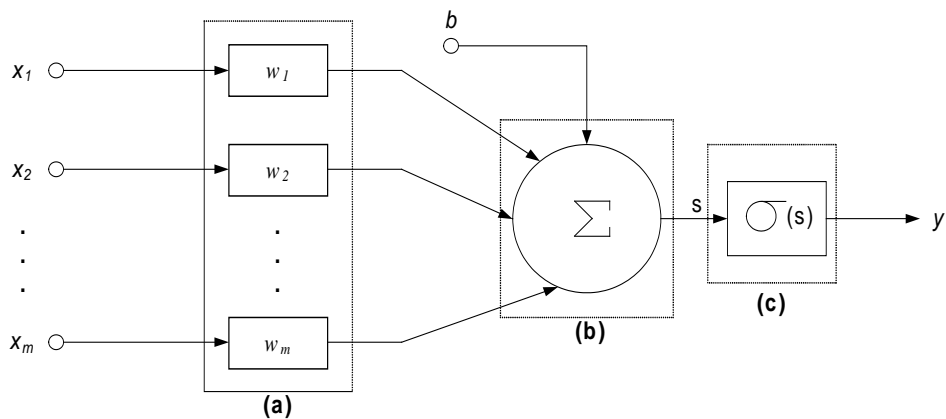 b
x1
w1
x2
w2
Σ
s
σ(s)
y
. . .
. . .
xm
wm
(a)
(b)
(c)